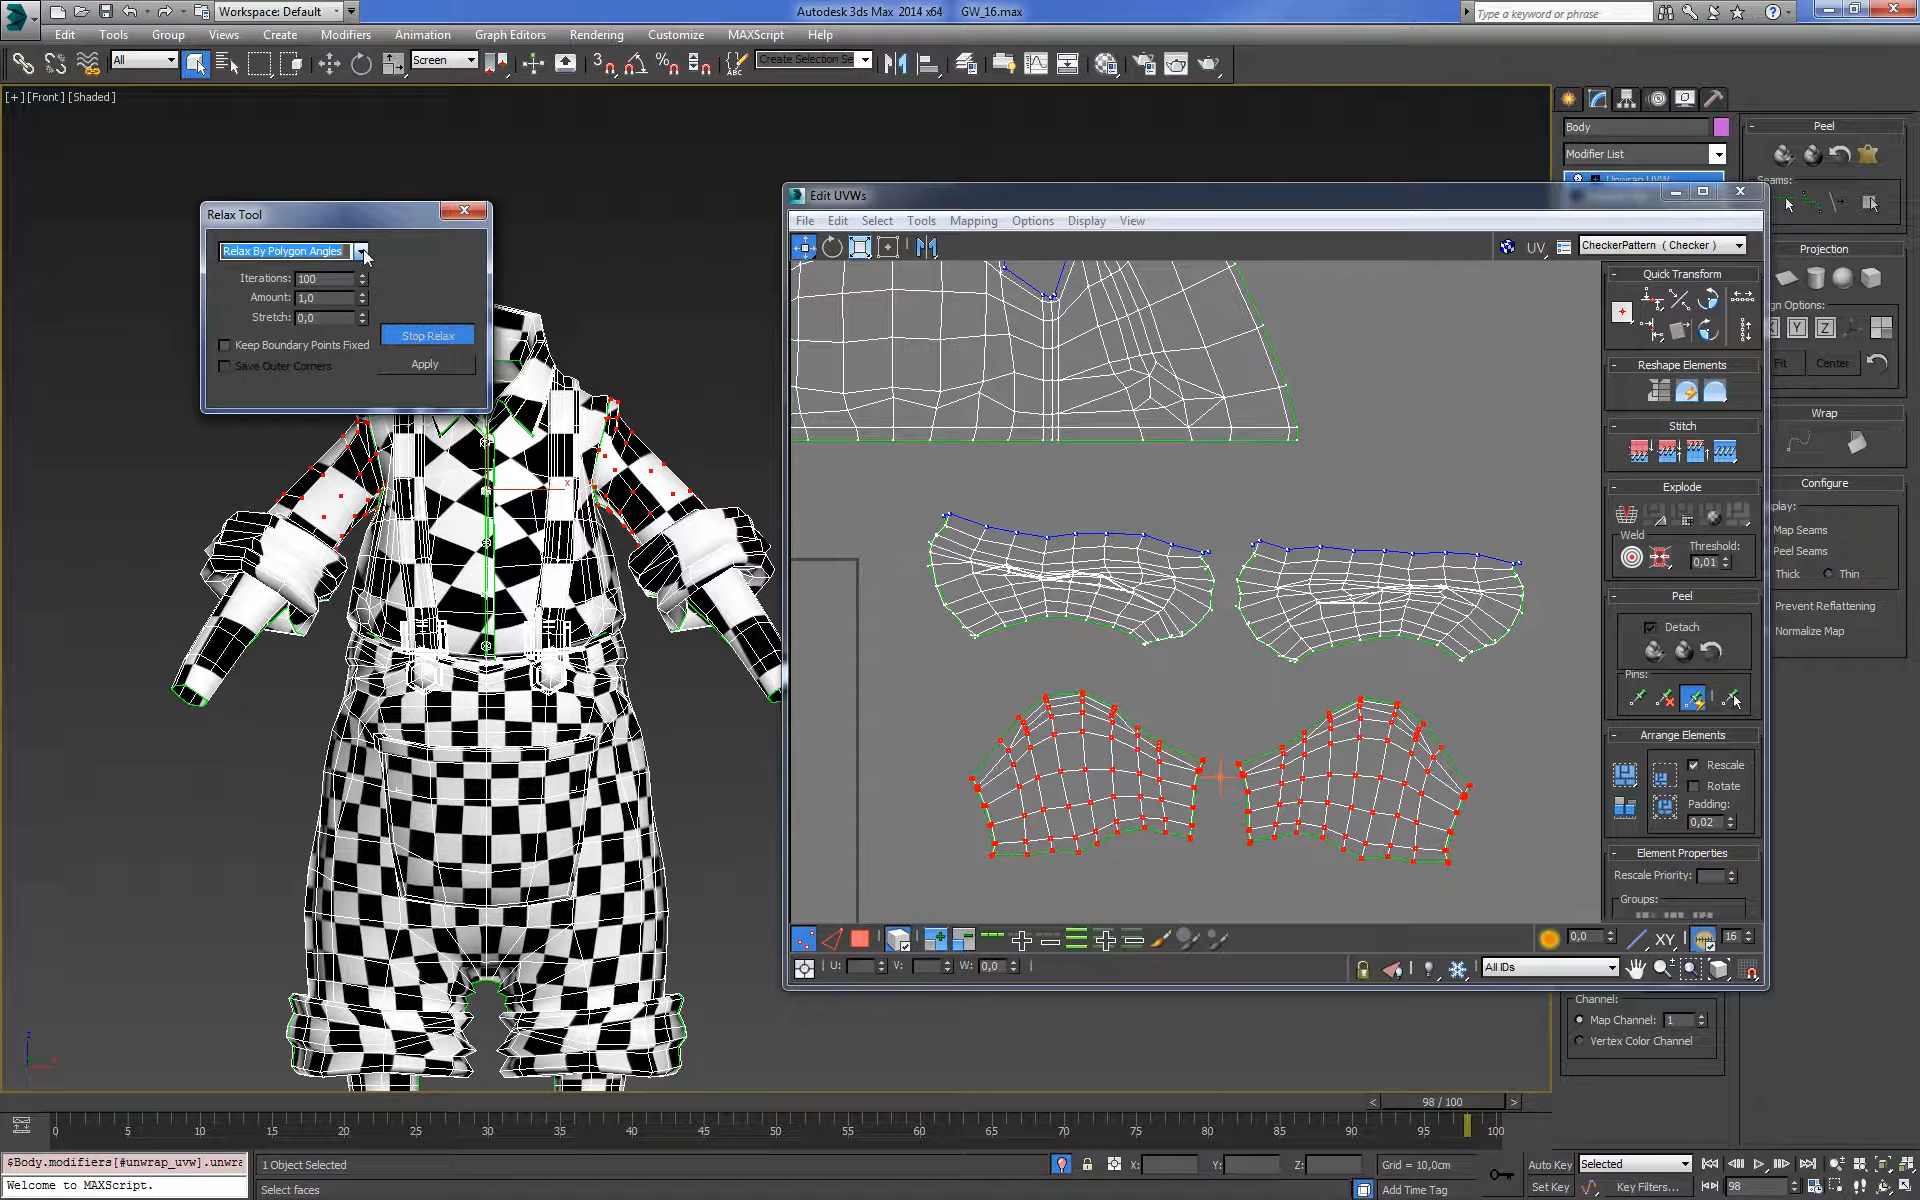 Workspace: Default
Autodesk 3ds Max 2014 x64 GW_16.max
Type a keyword or phrase
Edit Tools Group Views Create Modifiers Animation Graph Editors Rendering Customize MAXScript Help
All
Screen
3
Create Selection Se
[+] [Front] [Shaded]
Body
Modifier List
Unwrap UVW
Peel
Seams:
Projection
gn Options:
X Y Z
Fit Center
Wrap
Configure
play:
Map Seams
Peel Seams
Thick Thin
Prevent Reflattening
Normalize Map
Relax Tool
Relax By Polygon Angles
Iterations: 100
Amount: 1,0
Stretch: 0,0
Stop Relax
Keep Boundary Points Fixed
Apply
Save Outer Corners
Edit UVWs
File Edit Select Tools Mapping Options Display View
UV CheckerPattern ( Checker )
Quick Transform
Reshape Elements
Stitch
Explode
Weld
Threshold:
0,01
Peel
Detach
Pins:
Arrange Elements
Rescale
Rotate
Padding:
0,02
Element Properties
Rescale Priority:
Groups:
0,0 XY 16
U: V: W: 0,0
All IDs
Channel:
Map Channel: 1
Vertex Color Channel
x
z
< 98 / 100 >
0 5 10 15 20 25 30 35 40 45 50 55 60 65 70 75 80 85 90 95 100
$Body.modifiers[#unwrap_uvw].unwra
Welcome to MAXScript.
1 Object Selected
Select faces
X: Y: Z: Grid = 10,0cm
Add Time Tag
Auto Key Selected
Set Key Key Filters...
98